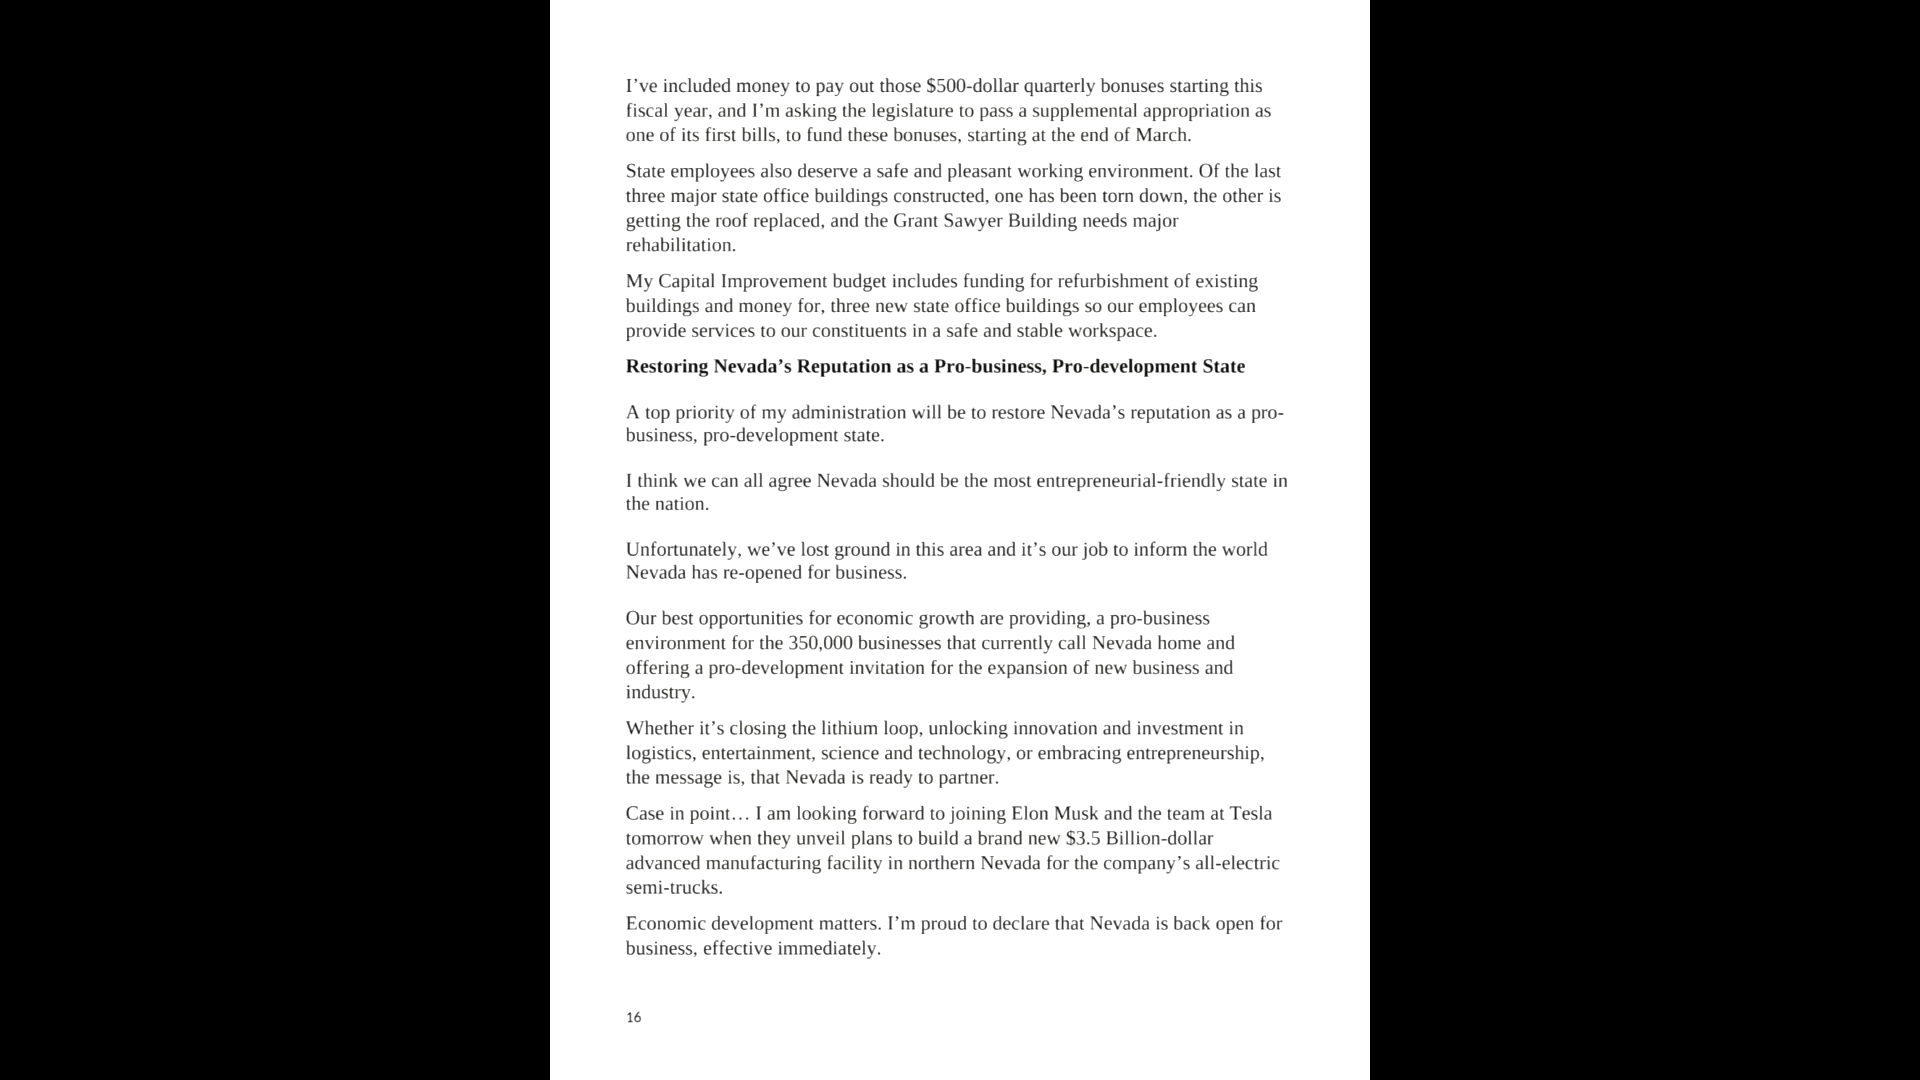 I’ve included money to pay out those $500-dollar quarterly bonuses starting this
fiscal year, and I’m asking the legislature to pass a supplemental appropriation as
one of its first bills, to fund these bonuses, starting at the end of March.
State employees also deserve a safe and pleasant working environment. Of the last
three major state office buildings constructed, one has been torn down, the other is
getting the roof replaced, and the Grant Sawyer Building needs major
rehabilitation.
My Capital Improvement budget includes funding for refurbishment of existing
buildings and money for, three new state office buildings so our employees can
provide services to our constituents in a safe and stable workspace.
Restoring Nevada’s Reputation as a Pro-business, Pro-development State
A top priority of my administration will be to restore Nevada’s reputation as a pro-
business, pro-development state.
I think we can all agree Nevada should be the most entrepreneurial-friendly state in
the nation.
Unfortunately, we’ve lost ground in this area and it’s our job to inform the world
Nevada has re-opened for business.
Our best opportunities for economic growth are providing, a pro-business
environment for the 350,000 businesses that currently call Nevada home and
offering a pro-development invitation for the expansion of new business and
industry.
Whether it’s closing the lithium loop, unlocking innovation and investment in
logistics, entertainment, science and technology, or embracing entrepreneurship,
the message is, that Nevada is ready to partner.
Case in point… I am looking forward to joining Elon Musk and the team at Tesla
tomorrow when they unveil plans to build a brand new $3.5 Billion-dollar
advanced manufacturing facility in northern Nevada for the company’s all-electric
semi-trucks.
Economic development matters. I’m proud to declare that Nevada is back open for
business, effective immediately.
16